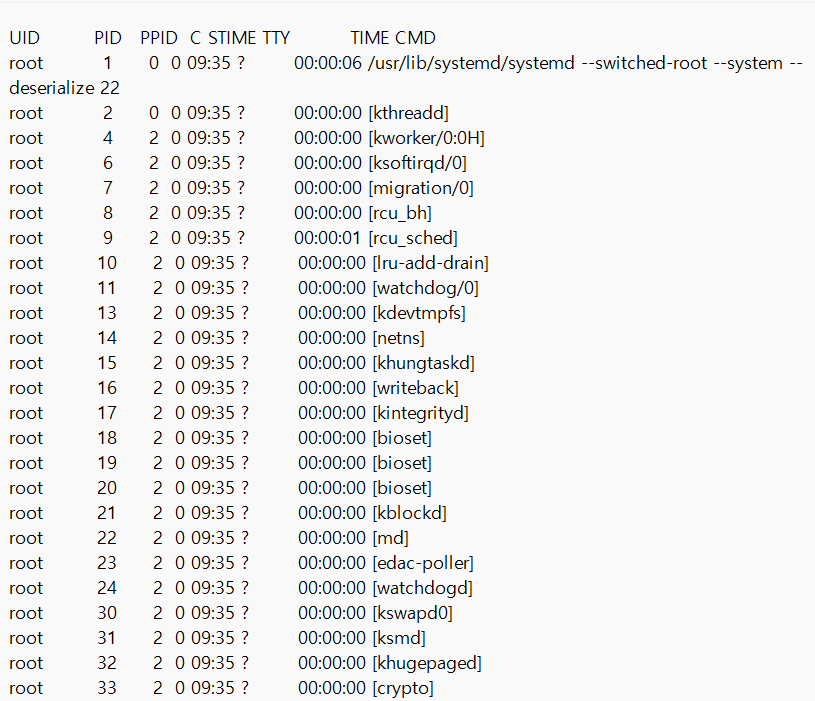 UID PID PPID C STIME TTY TIME CMD
root 1 0 0 09:35 ? 00:00:06 /usr/lib/systemd/systemd --switched-root --system --
deserialize 22
root 2 0 0 09:35 ? 00:00:00 [kthreadd]
root 4 2 0 09:35 ? 00:00:00 [kworker/0:0H]
root 6 2 0 09:35 ? 00:00:00 [ksoftirqd/0]
root 7 2 0 09:35 ? 00:00:00 [migration/0]
root 8 2 0 09:35 ? 00:00:00 [rcu_bh]
root 9 2 0 09:35 ? 00:00:01 [rcu_sched]
root 10 2 0 09:35 ? 00:00:00 [lru-add-drain]
root 11 2 0 09:35 ? 00:00:00 [watchdog/0]
root 13 2 0 09:35 ? 00:00:00 [kdevtmpfs]
root 14 2 0 09:35 ? 00:00:00 [netns]
root 15 2 0 09:35 ? 00:00:00 [khungtaskd]
root 16 2 0 09:35 ? 00:00:00 [writeback]
root 17 2 0 09:35 ? 00:00:00 [kintegrityd]
root 18 2 0 09:35 ? 00:00:00 [bioset]
root 19 2 0 09:35 ? 00:00:00 [bioset]
root 20 2 0 09:35 ? 00:00:00 [bioset]
root 21 2 0 09:35 ? 00:00:00 [kblockd]
root 22 2 0 09:35 ? 00:00:00 [md]
root 23 2 0 09:35 ? 00:00:00 [edac-poller]
root 24 2 0 09:35 ? 00:00:00 [watchdogd]
root 30 2 0 09:35 ? 00:00:00 [kswapd0]
root 31 2 0 09:35 ? 00:00:00 [ksmd]
root 32 2 0 09:35 ? 00:00:00 [khugepaged]
root 33 2 0 09:35 ? 00:00:00 [crypto]